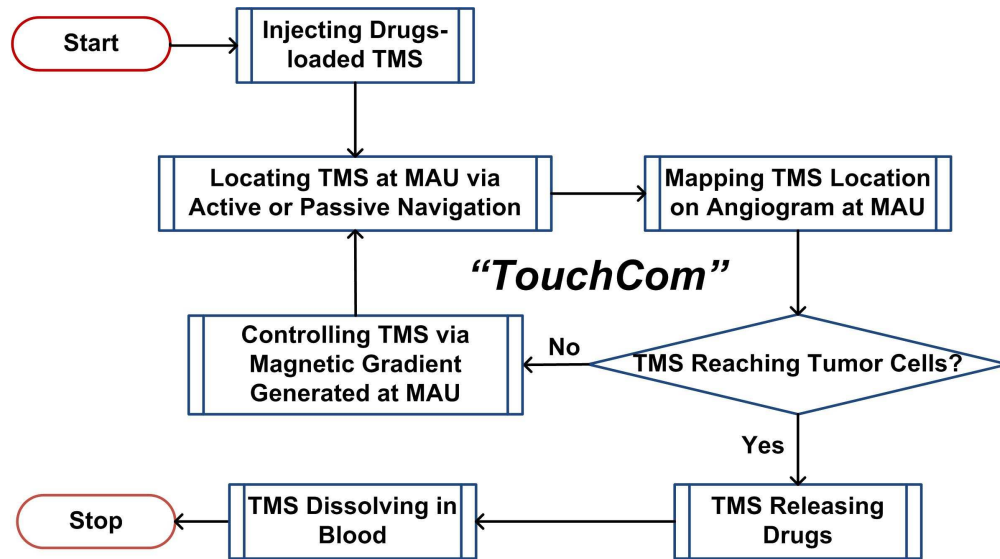 Start
Injecting Drugs-
loaded TMS
Locating TMS at MAU via
Active or Passive Navigation
Mapping TMS Location
on Angiogram at MAU
“TouchCom”
Controlling TMS via
Magnetic Gradient
Generated at MAU
No
TMS Reaching Tumor Cells?
Yes
Stop
TMS Dissolving in
Blood
TMS Releasing
Drugs